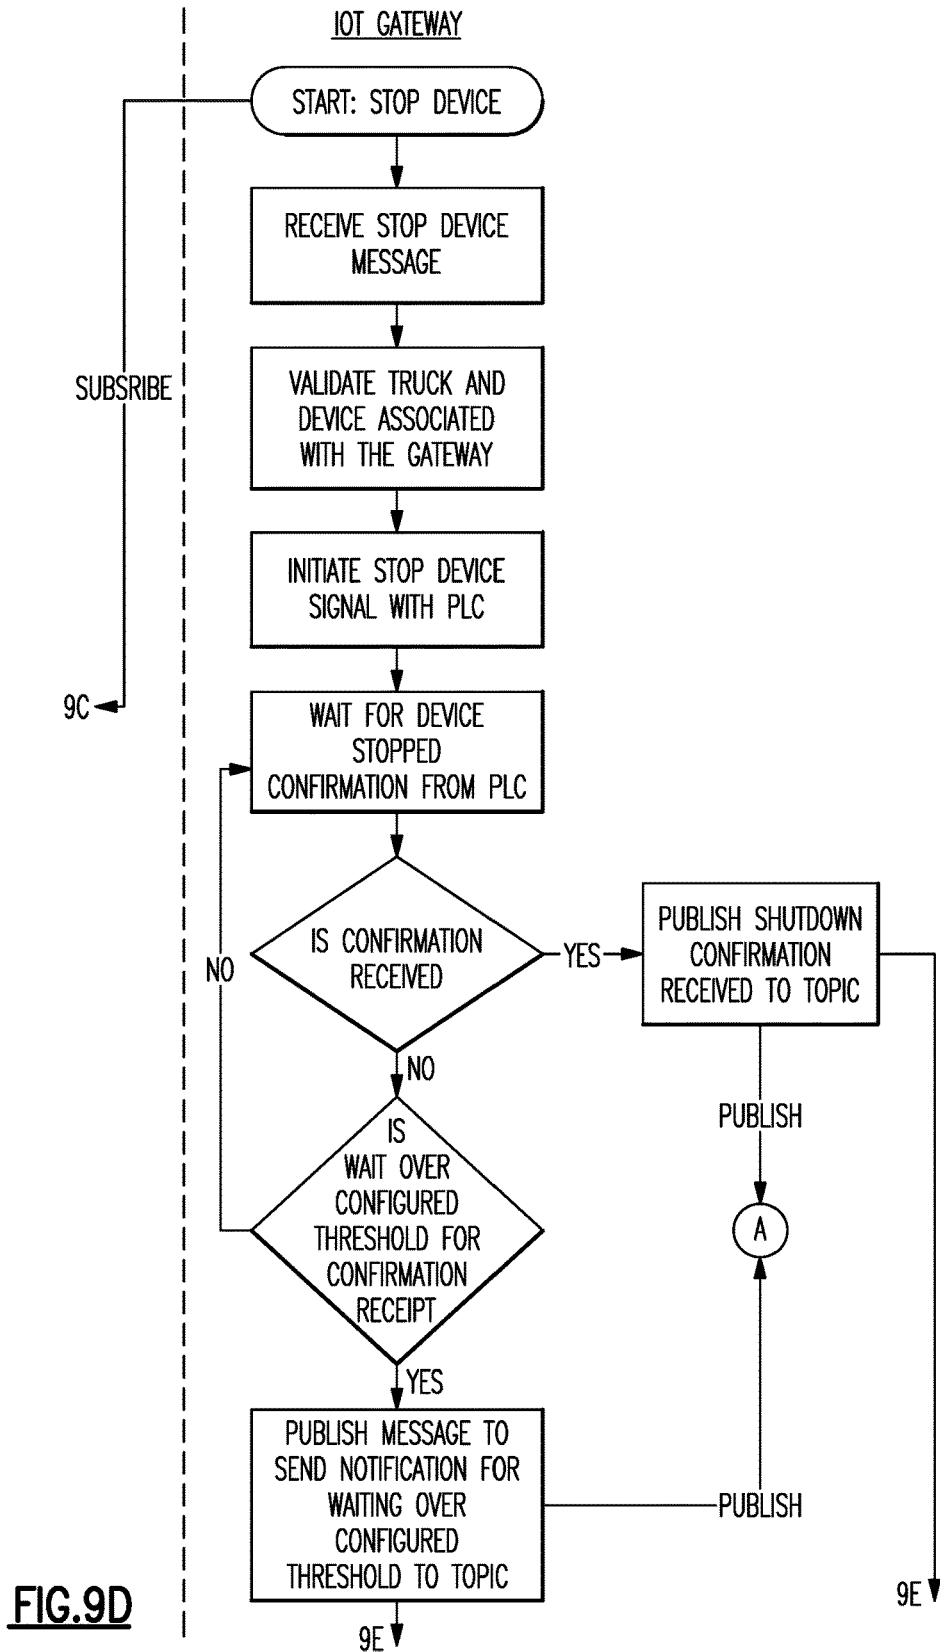 IOT GATEWAY
START: STOP DEVICE
RECEIVE STOP DEVICE
MESSAGE
SUBSRIBE
VALIDATE TRUCK AND
DEVICE ASSOCIATED
WITH THE GATEWAY
INITIATE STOP DEVICE
SIGNAL WITH PLC
9C
WAIT FOR DEVICE
STOPPED
CONFIRMATION FROM PLC
NO
IS CONFIRMATION
RECEIVED
YES
PUBLISH SHUTDOWN
CONFIRMATION
RECEIVED TO TOPIC
NO
PUBLISH
IS
WAIT OVER
CONFIGURED
THRESHOLD FOR
CONFIRMATION
RECEIPT
A
YES
PUBLISH MESSAGE TO
SEND NOTIFICATION FOR
WAITING OVER
CONFIGURED
THRESHOLD TO TOPIC
PUBLISH
9E
9E
FIG.9D